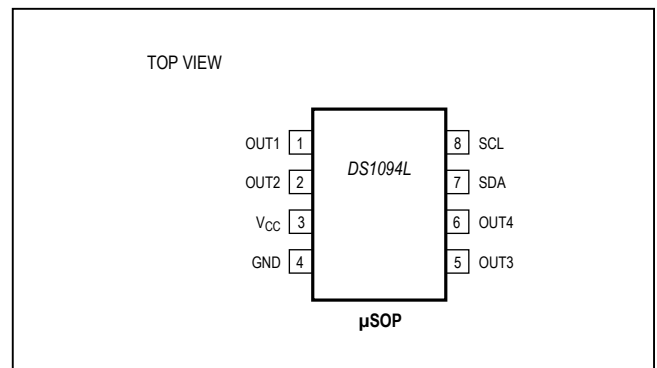 TOP VIEW
OUT1 1 DS1094L 8 SCL
OUT2 2 7 SDA
VCC 3 6 OUT4
GND 4 5 OUT3
µSOP